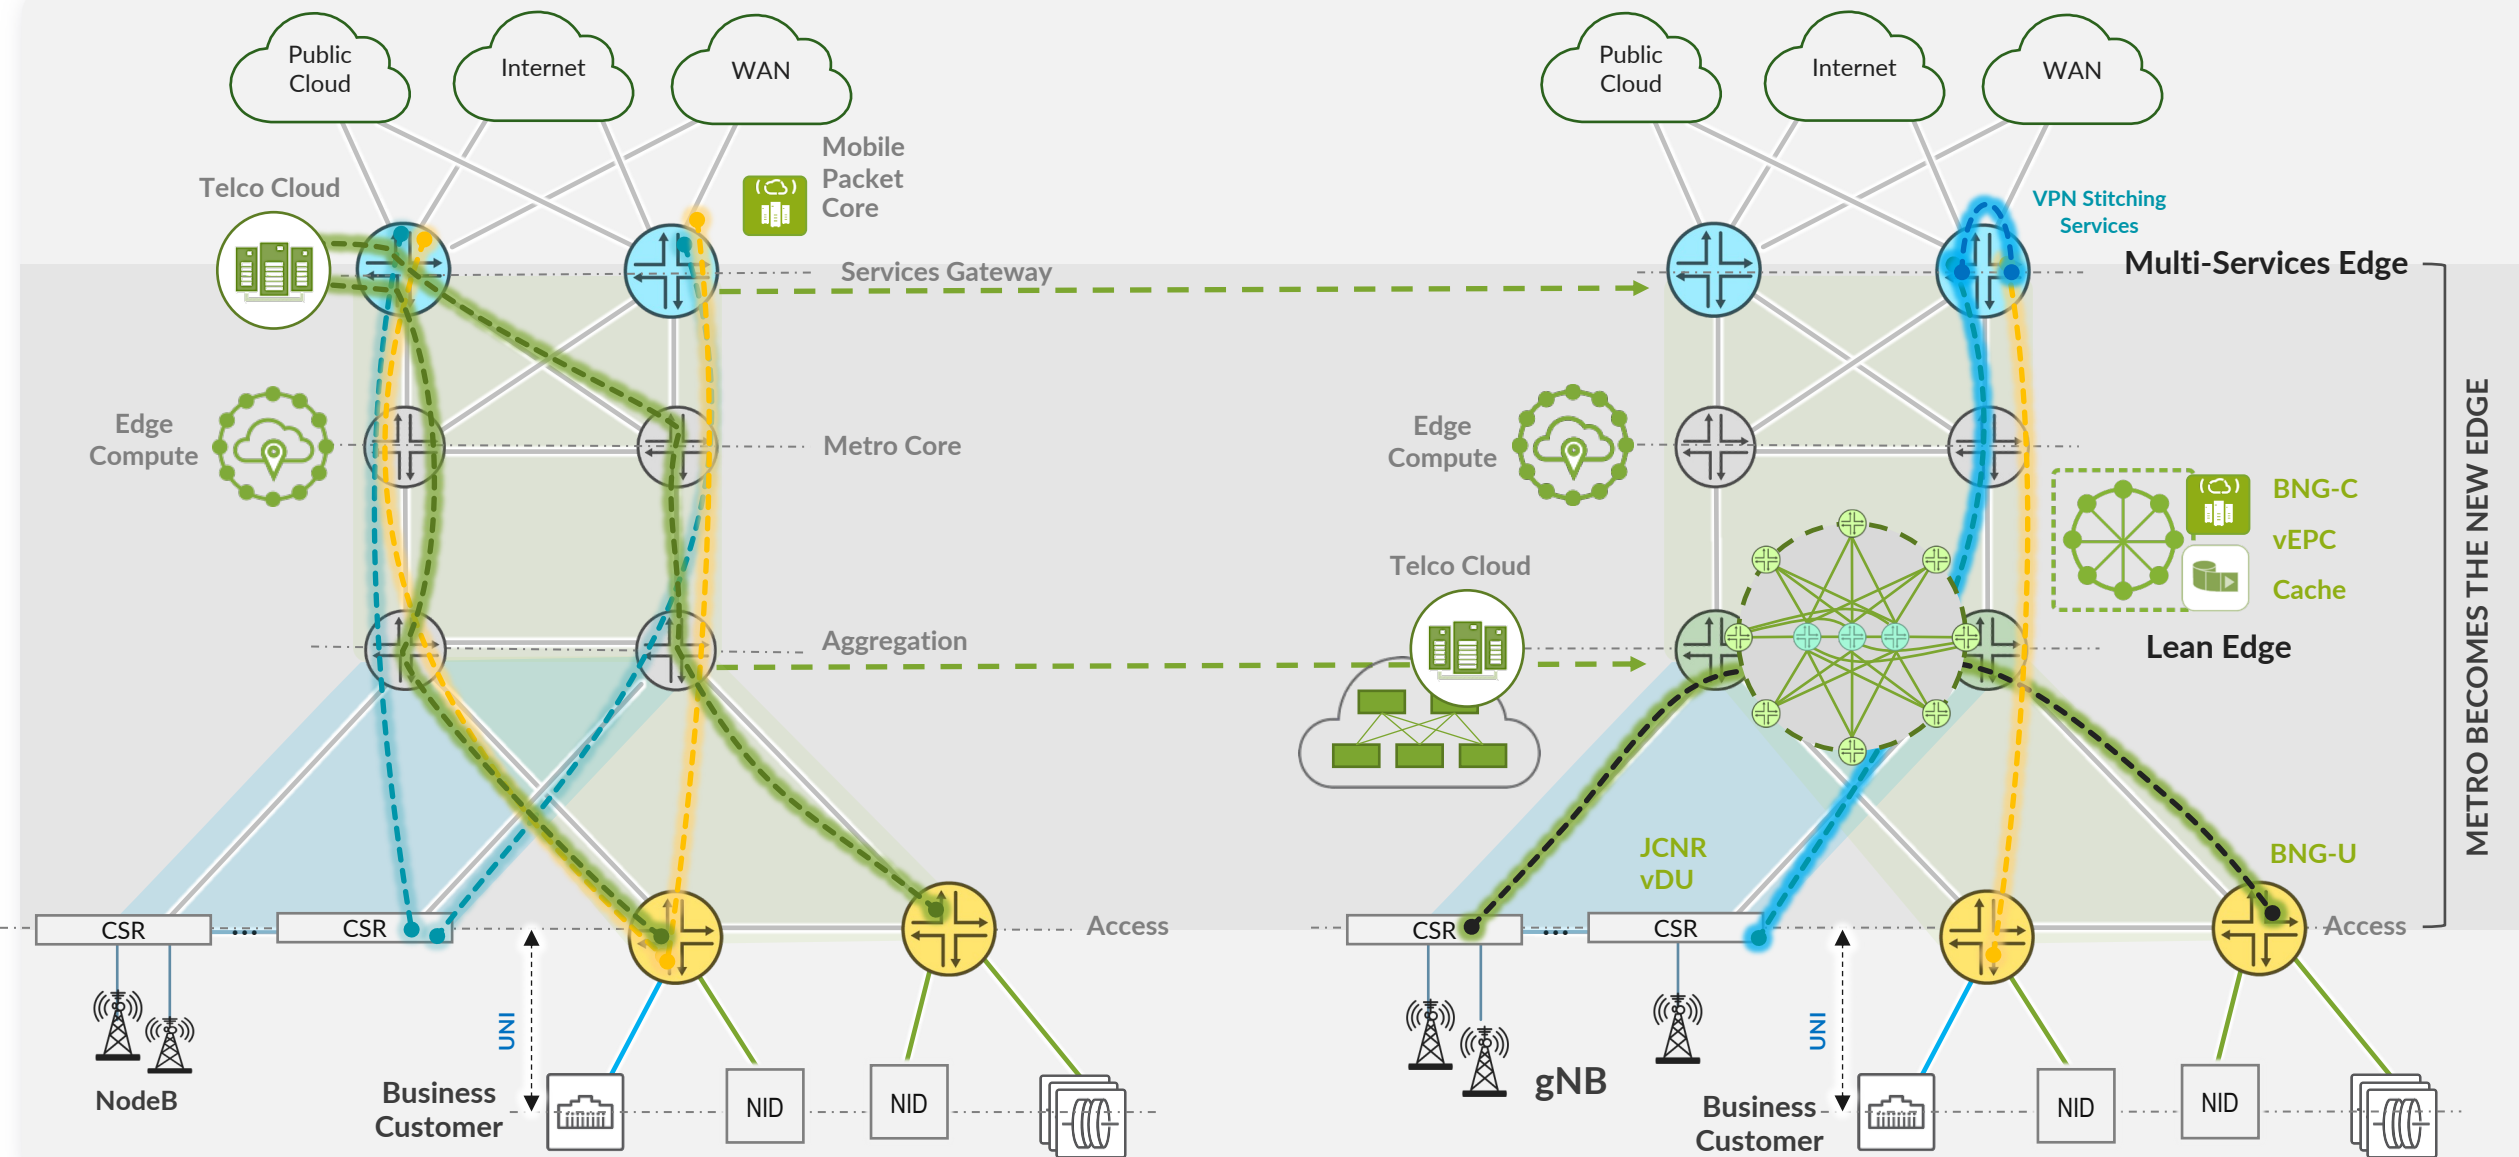 Public
Cloud
Internet
WAN
Mobile
Packet
Core
Telco Cloud
Services Gateway
Edge
Compute
Metro Core
Aggregation
CSR
CSR
Access
UNI
NodeB
Business
Customer
NID
NID
Public
Cloud
Internet
WAN
VPN Stitching
Services
Multi-Services Edge
Edge
Compute
BNG-C
vEPC
Cache
Telco Cloud
Lean Edge
METRO BECOMES THE NEW EDGE
JCNR
vDU
BNG-U
CSR
CSR
Access
UNI
gNB
Business
Customer
NID
NID